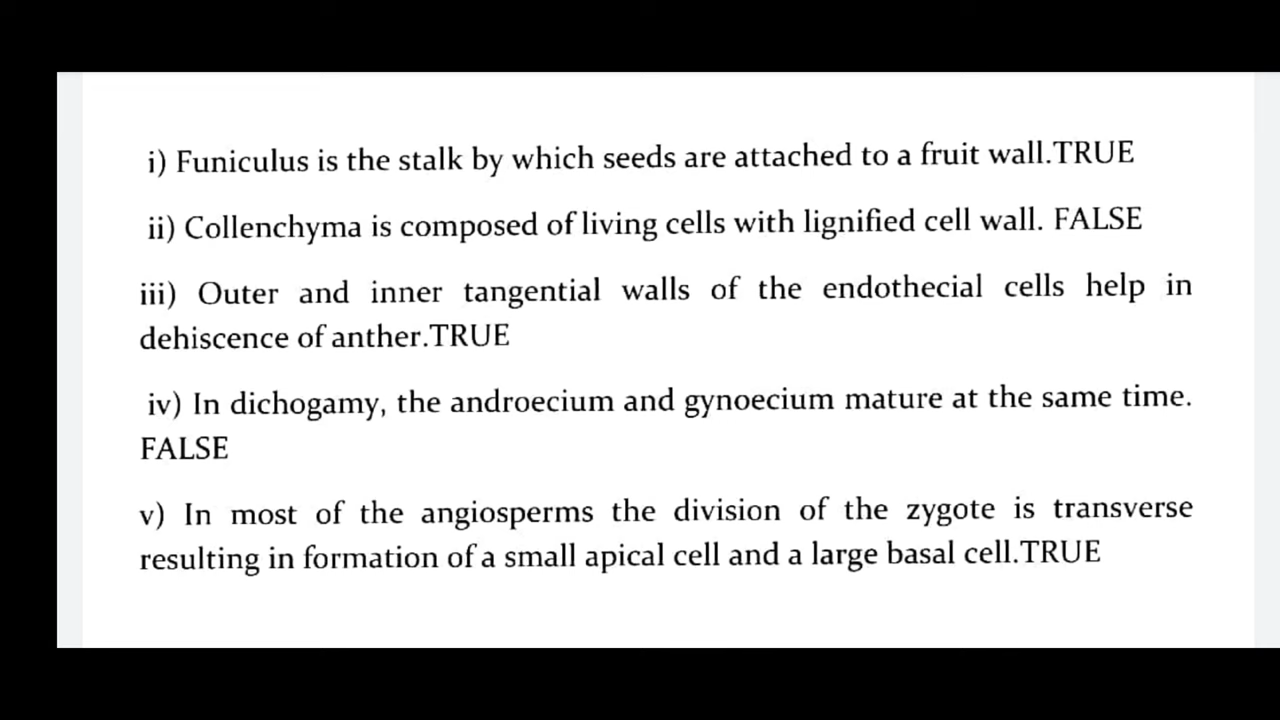 i) Funiculus is the stalk by which seeds are attached to a fruit wall.TRUE
ii) Collenchyma is composed of living cells with lignified cell wall. FALSE
iii) Outer and inner tangential walls of the endothecial cells help in
dehiscence of anther.TRUE
iv) In dichogamy, the androecium and gynoecium mature at the same time.
FALSE
v) In most of the angiosperms the division of the zygote is transverse
resulting in formation of a small apical cell and a large basal cell.TRUE